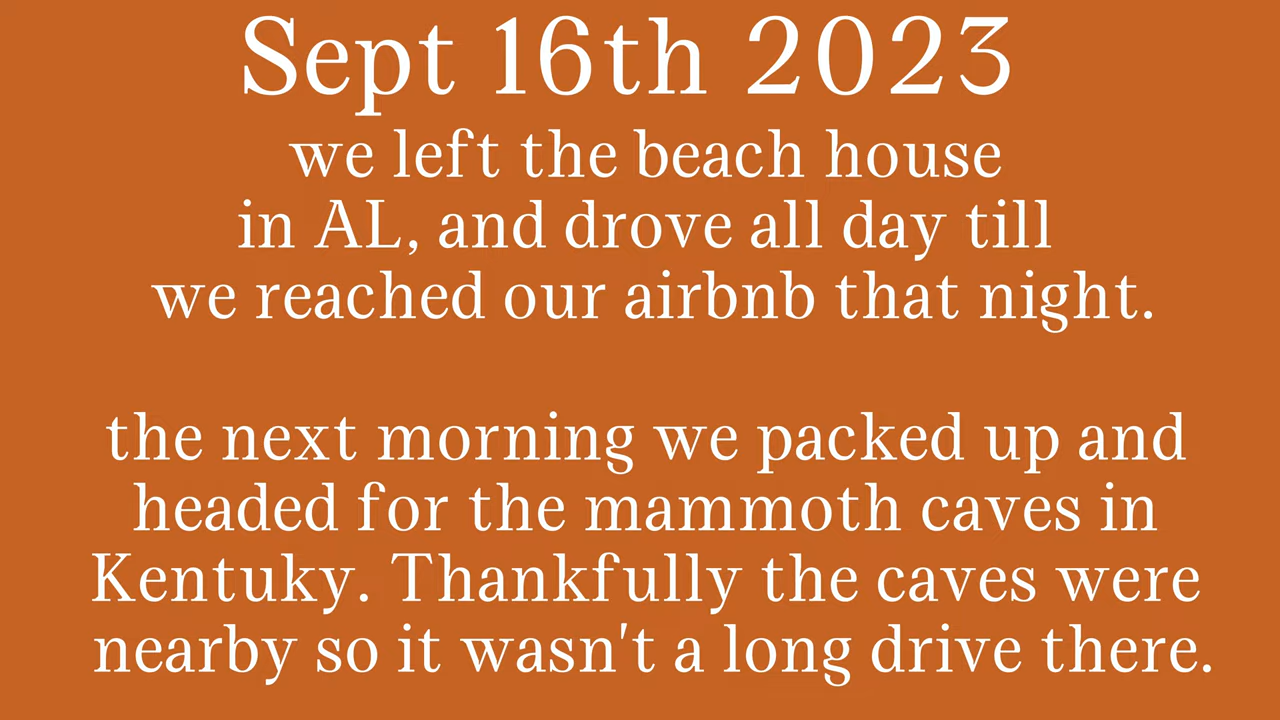 Sept 16th 2023
we left the beach house
in AL, and drove all day till
we reached our airbnb that night.
the next morning we packed up and
headed for the mammoth caves in
Kentuky. Thankfully the caves were
nearby so it wasn't a long drive there.